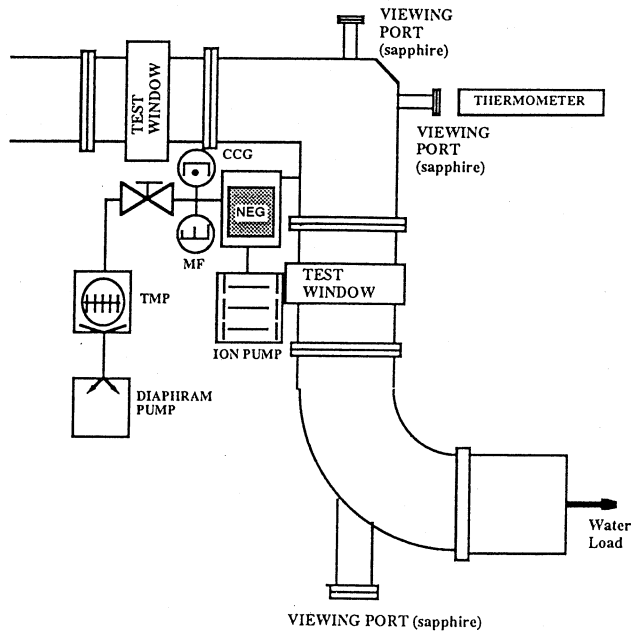 VIEWING
PORT
(sapphire)
THERMOMETER
VIEWING
PORT
(sapphire)
TEST
WINDOW
CCG
NEG
MF
TEST
WINDOW
TMP
ION PUMP
DIAPHRAM
PUMP
Water
Load
VIEWING PORT (sapphire)